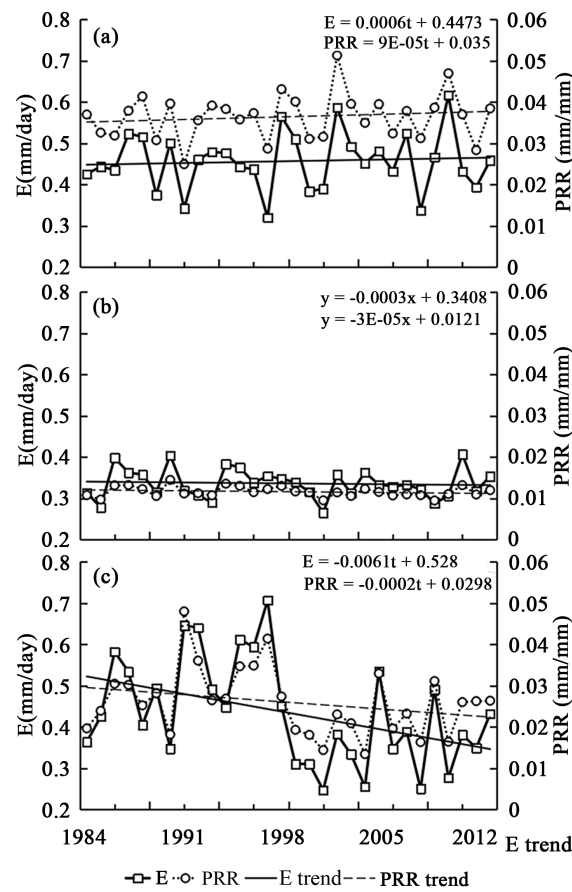 0.8
0.7
0.6
0.5
0.4
0.3
0.2
E(mm/day)
(a)
E = 0.0006t + 0.4473
PRR = 9E-05t + 0.035
0.06
0.05
0.04
0.03
0.02
0.01
0
PRR (mm/mm)
0.8
0.7
0.6
0.5
0.4
0.3
0.2
E(mm/day)
(b)
y = -0.0003x + 0.3408
y = -3E-05x + 0.0121
0.06
0.05
0.04
0.03
0.02
0.01
0.00
PRR (mm/mm)
0.8
0.7
0.6
0.5
0.4
0.3
0.2
E(mm/day)
(c)
E = -0.0061t + 0.528
PRR = -0.0002t + 0.0298
0.06
0.05
0.04
0.03
0.02
0.01
0
PRR (mm/mm)
1984 1991 1998 2005 2012 E trend
E PRR E trend PRR trend